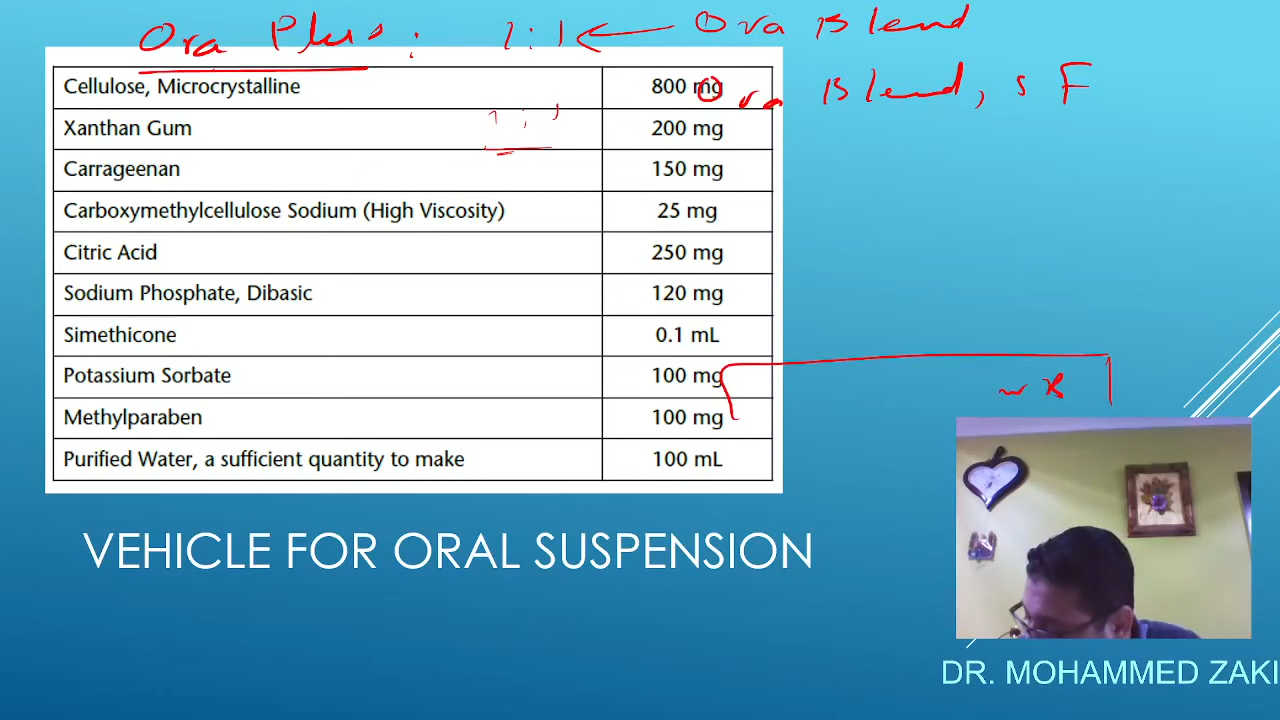 Ora Plus : 1:1 ← Ora Blend
Cellulose, Microcrystalline 800 mg
Ora Blend, SF
1:1
Xanthan Gum 200 mg
Carrageenan 150 mg
Carboxymethylcellulose Sodium (High Viscosity) 25 mg
Citric Acid 250 mg
Sodium Phosphate, Dibasic 120 mg
Simethicone 0.1 mL
Potassium Sorbate 100 mg
Methylparaben 100 mg
Purified Water, a sufficient quantity to make 100 mL
VEHICLE FOR ORAL SUSPENSION
DR. MOHAMMED ZAKI